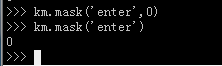 >>> km.mask('enter',0)
>>> km.mask('enter')
0
>>>